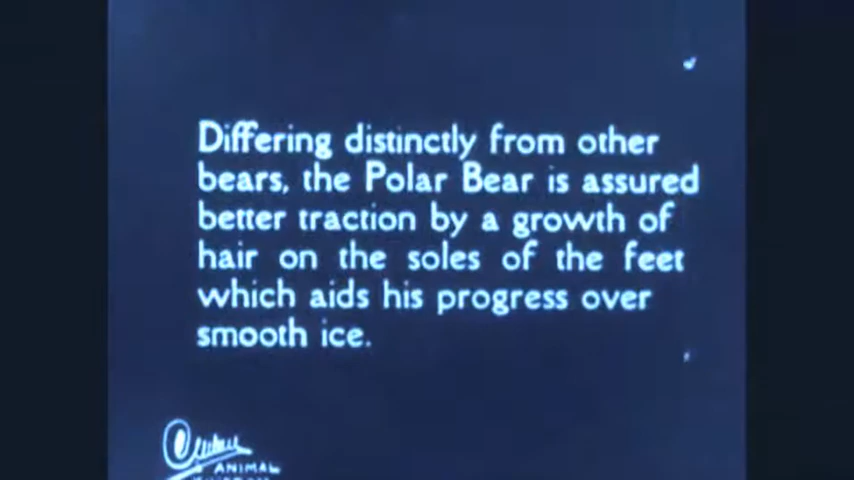 Differing distinctly from other
bears, the Polar Bear is assured
better traction by a growth of
hair on the soles of the feet
which aids his progress over
smooth ice.
ANIMAL